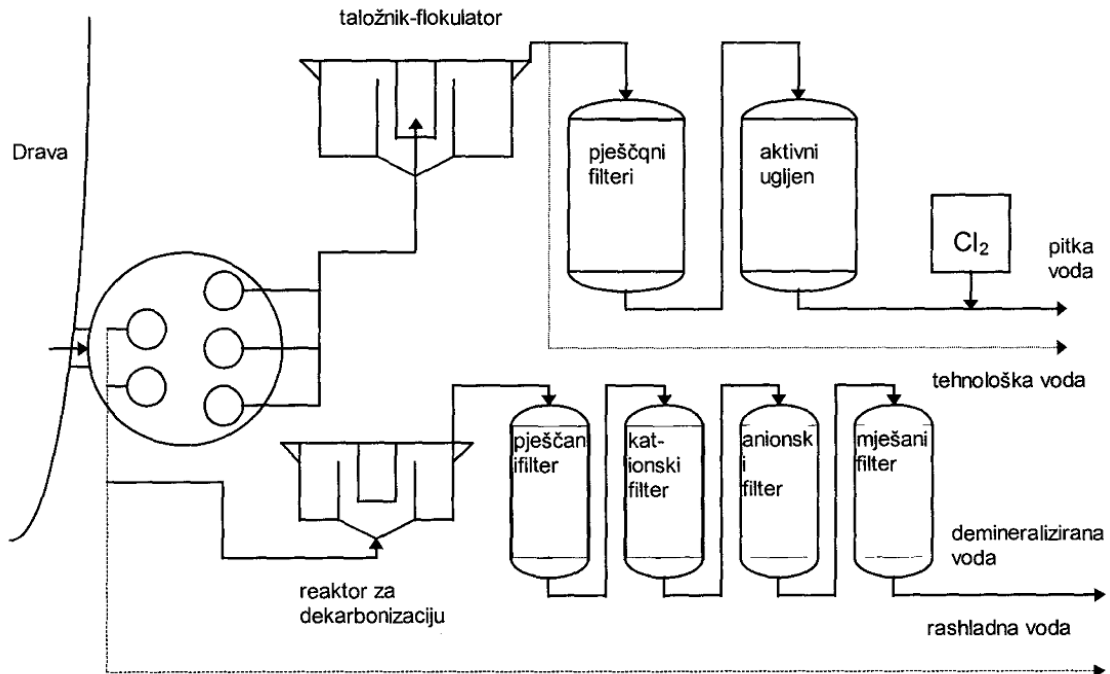 taložnik-flokulator
Drava
pješčqni
filteri
aktivni
ugljen
Cl₂
pitka
voda
tehnološka voda
pješčan
ifilter
kat-
ionski
filter
anionsk
i
filter
mješani
filter
demineralizirana
voda
reaktor za
dekarbonizaciju
rashladna voda